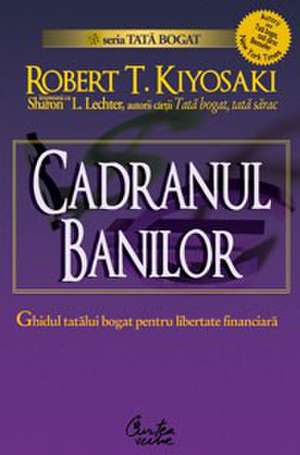 seria TATĂ BOGAT
ROBERT T. KIYOSAKI
Sharon L. Lechter, autorii cărții Tată bogat, tată sărac
CADRANUL
BANILOR
Ghidul tatălui bogat pentru libertate financiară
Curtea
veche